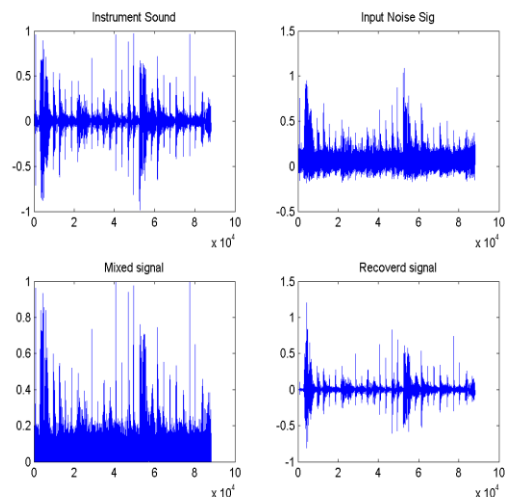 Instrument Sound
1
0.5
0
-0.5
-1
0 2 4 6 8 10
x 10^4
Input Noise Sig
1.5
1
0.5
0
-0.5
0 2 4 6 8 10
x 10^4
Mixed signal
1
0.8
0.6
0.4
0.2
0
0 2 4 6 8 10
x 10^4
Recoverd signal
1.5
1
0.5
0
-0.5
-1
0 2 4 6 8 10
x 10^4